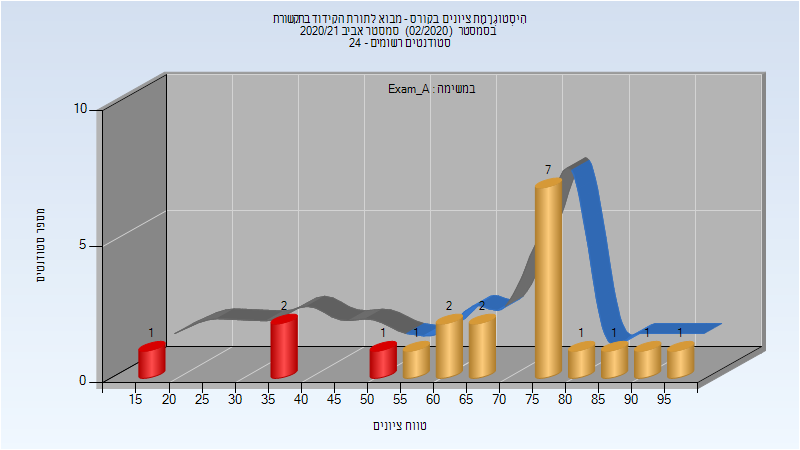 היסטוגרמת ציונים בקורס - מבוא לתורת הקידוד בתקשורת
בסמסטר (02/2020) סמסטר אביב 2020/21
סטודנטים רשומים - 24
במשימה : Exam_A
מספר סטודנטים
10
5
0
1
2
1
1
2
2
7
1
1
1
1
15 20 25 30 35 40 45 50 55 60 65 70 75 80 85 90 95
טווח ציונים